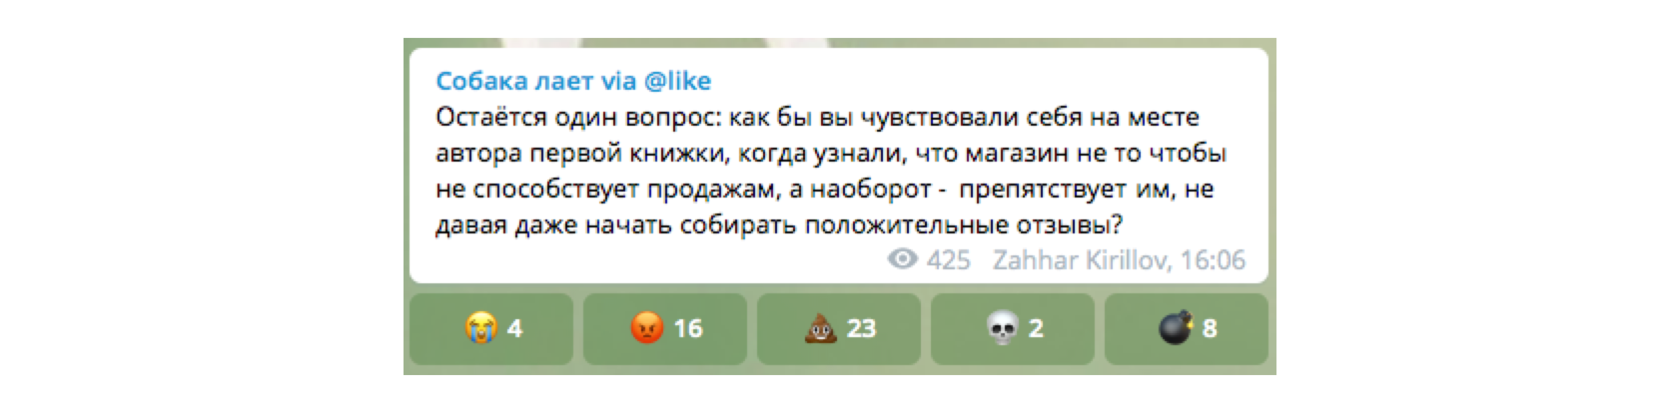 Собака лает via @like
Остаётся один вопрос: как бы вы чувствовали себя на месте
автора первой книжки, когда узнали, что магазин не то чтобы
не способствует продажам, а наоборот -  препятствует им, не
давая даже начать собирать положительные отзывы?
425 Zahhar Kirillov, 16:06
😭 4 😡 16 💩 23 💀 2 💣 8